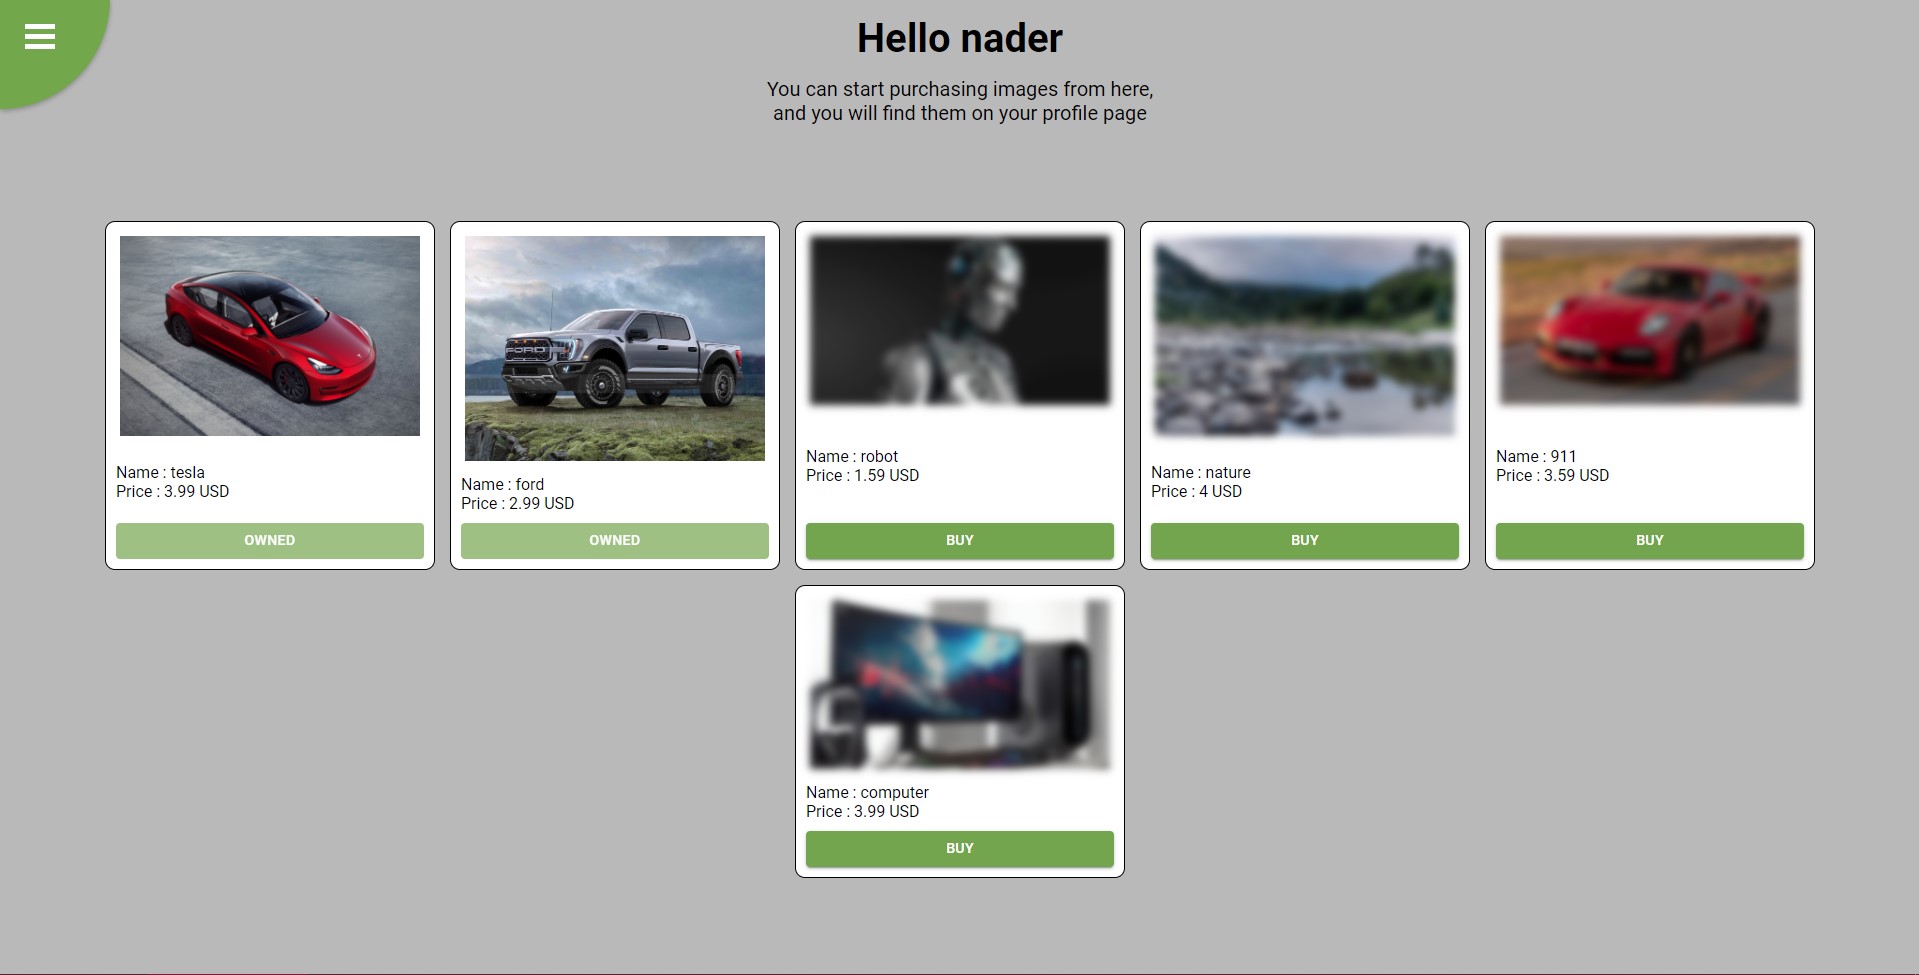 Hello nader
You can start purchasing images from here,
and you will find them on your profile page
Name : tesla
Price : 3.99 USD
OWNED
FORD
Name : ford
Price : 2.99 USD
OWNED
Name : robot
Price : 1.59 USD
BUY
Name : nature
Price : 4 USD
BUY
Name : 911
Price : 3.59 USD
BUY
Name : computer
Price : 3.99 USD
BUY